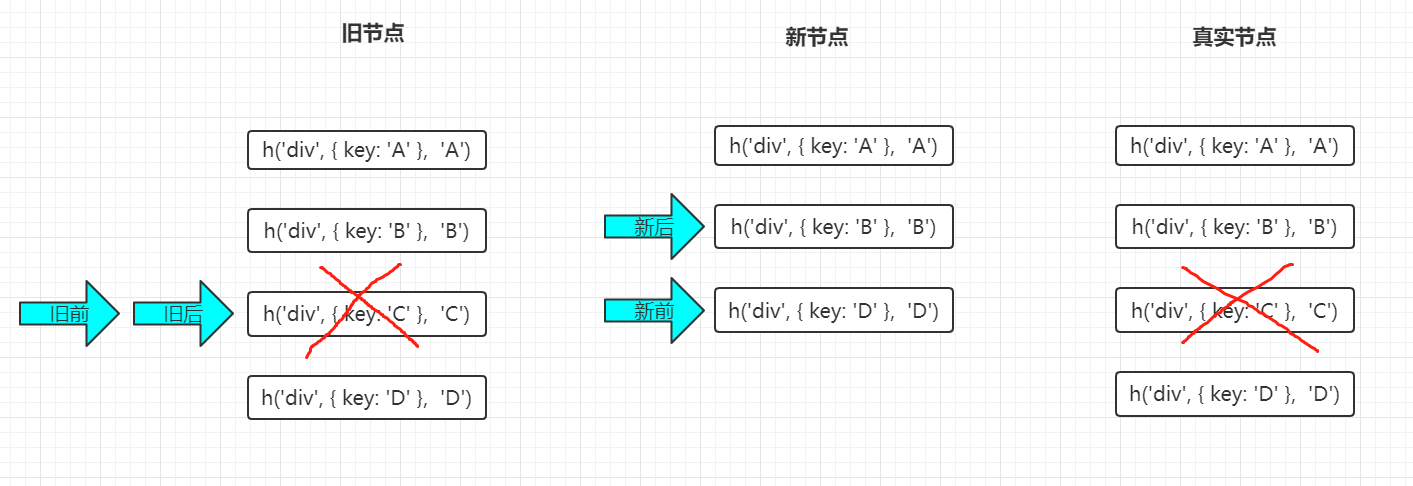 旧节点
新节点
真实节点
h('div', { key: 'A' }, 'A')
h('div', { key: 'A' }, 'A')
h('div', { key: 'A' }, 'A')
h('div', { key: 'B' }, 'B')
新后
h('div', { key: 'B' }, 'B')
h('div', { key: 'B' }, 'B')
旧前
旧后
h('div', { key: 'C' }, 'C')
新前
h('div', { key: 'D' }, 'D')
h('div', { key: 'C' }, 'C')
h('div', { key: 'D' }, 'D')
h('div', { key: 'D' }, 'D')